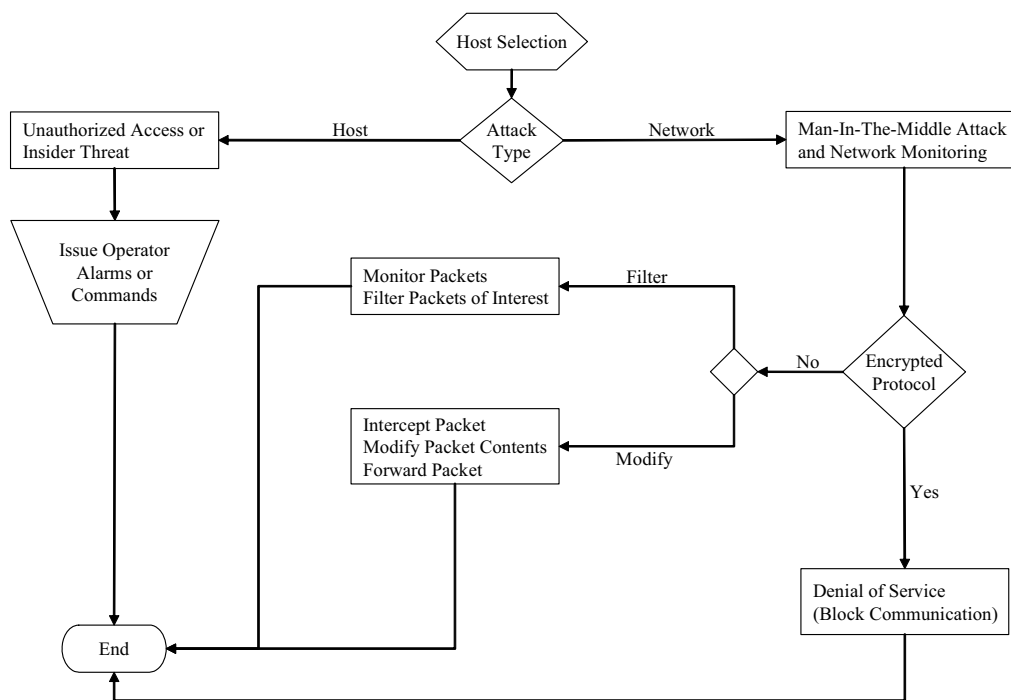 Host Selection
Attack
Type
Host
Network
Unauthorized Access or
Insider Threat
Man-In-The-Middle Attack
and Network Monitoring
Issue Operator
Alarms or
Commands
Monitor Packets
Filter Packets of Interest
Filter
No
Encrypted
Protocol
Intercept Packet
Modify Packet Contents
Forward Packet
Modify
Yes
Denial of Service
(Block Communication)
End